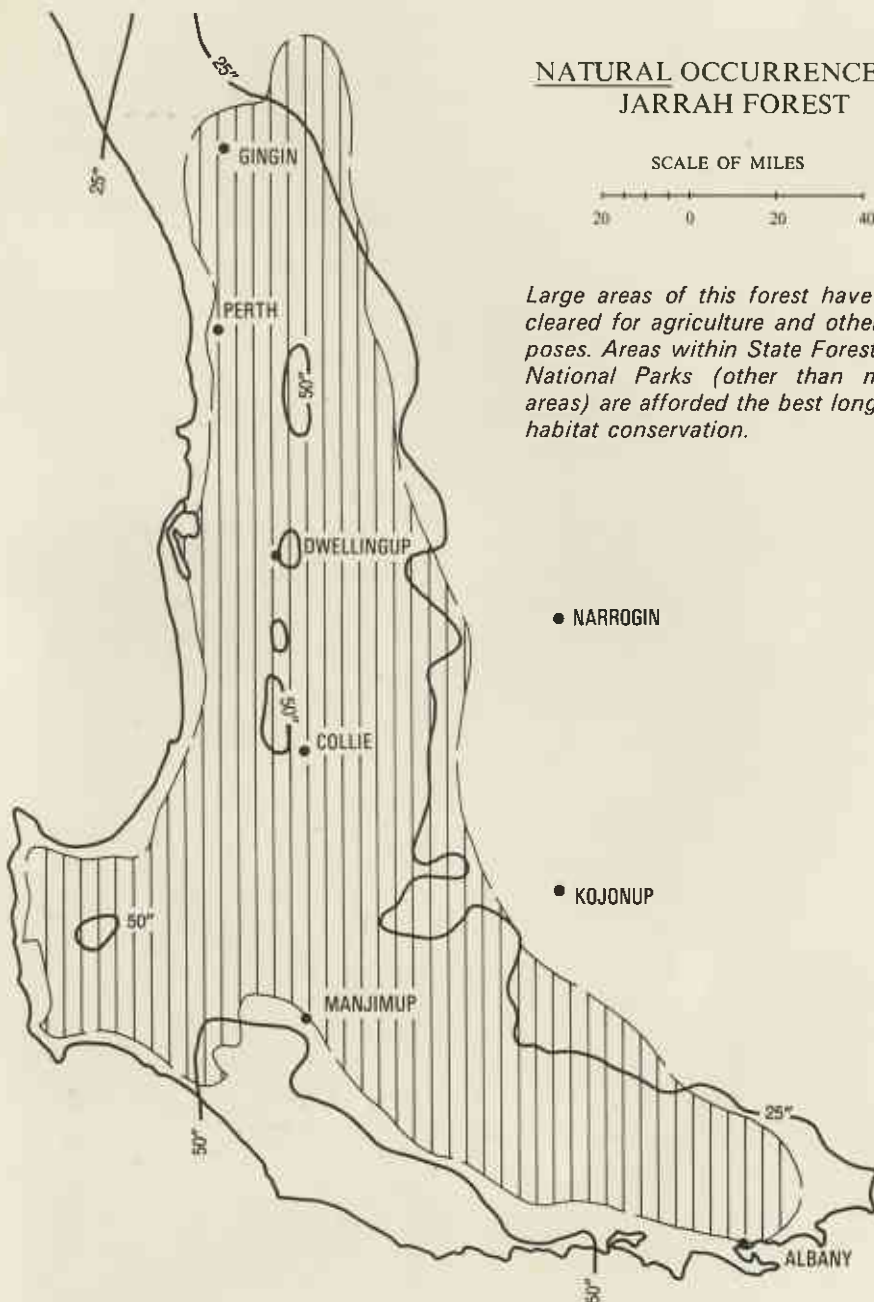 NATURAL OCCURRENCE
JARRAH FOREST
SCALE OF MILES
20 0 20 40
Large areas of this forest have
cleared for agriculture and other
poses. Areas within State Forest
National Parks (other than
areas) are afforded the best long
habitat conservation.
25"
25"
GINGIN
PERTH
50"
DWELLINGUP
NARROGIN
50"
COLLIE
KOJONUP
50"
MANJIMUP
25"
50"
ALBANY
50"